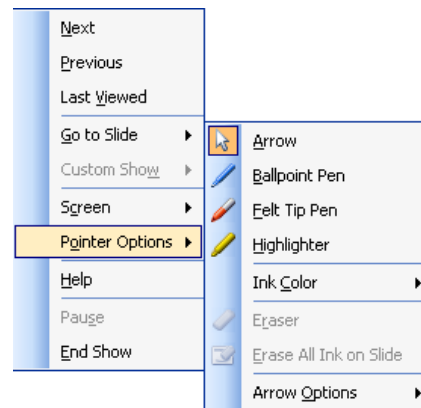 Next
Previous
Last Viewed
Go to Slide
Custom Show
Screen
Pointer Options
Help
Pause
End Show
Arrow
Ballpoint Pen
Felt Tip Pen
Highlighter
Ink Color
Eraser
Erase All Ink on Slide
Arrow Options